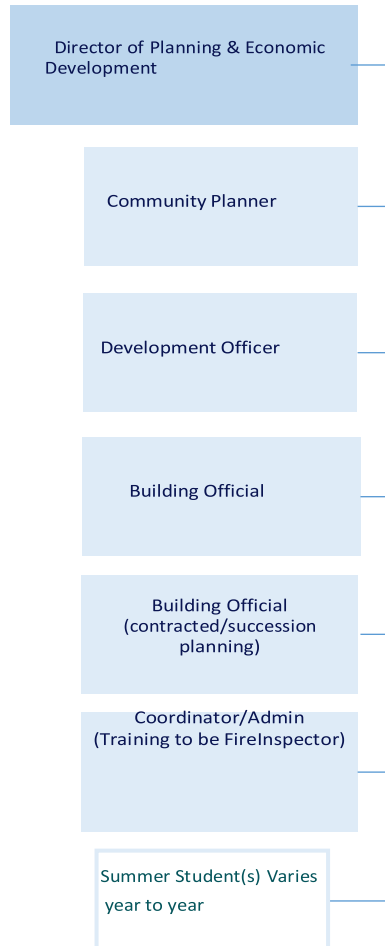 Director of Planning & Economic
Development
Community Planner
Development Officer
Building Official
Building Official
(contracted/succession
planning)
Coordinator/Admin
(Training to be FireInspector)
Summer Student(s) Varies
year to year